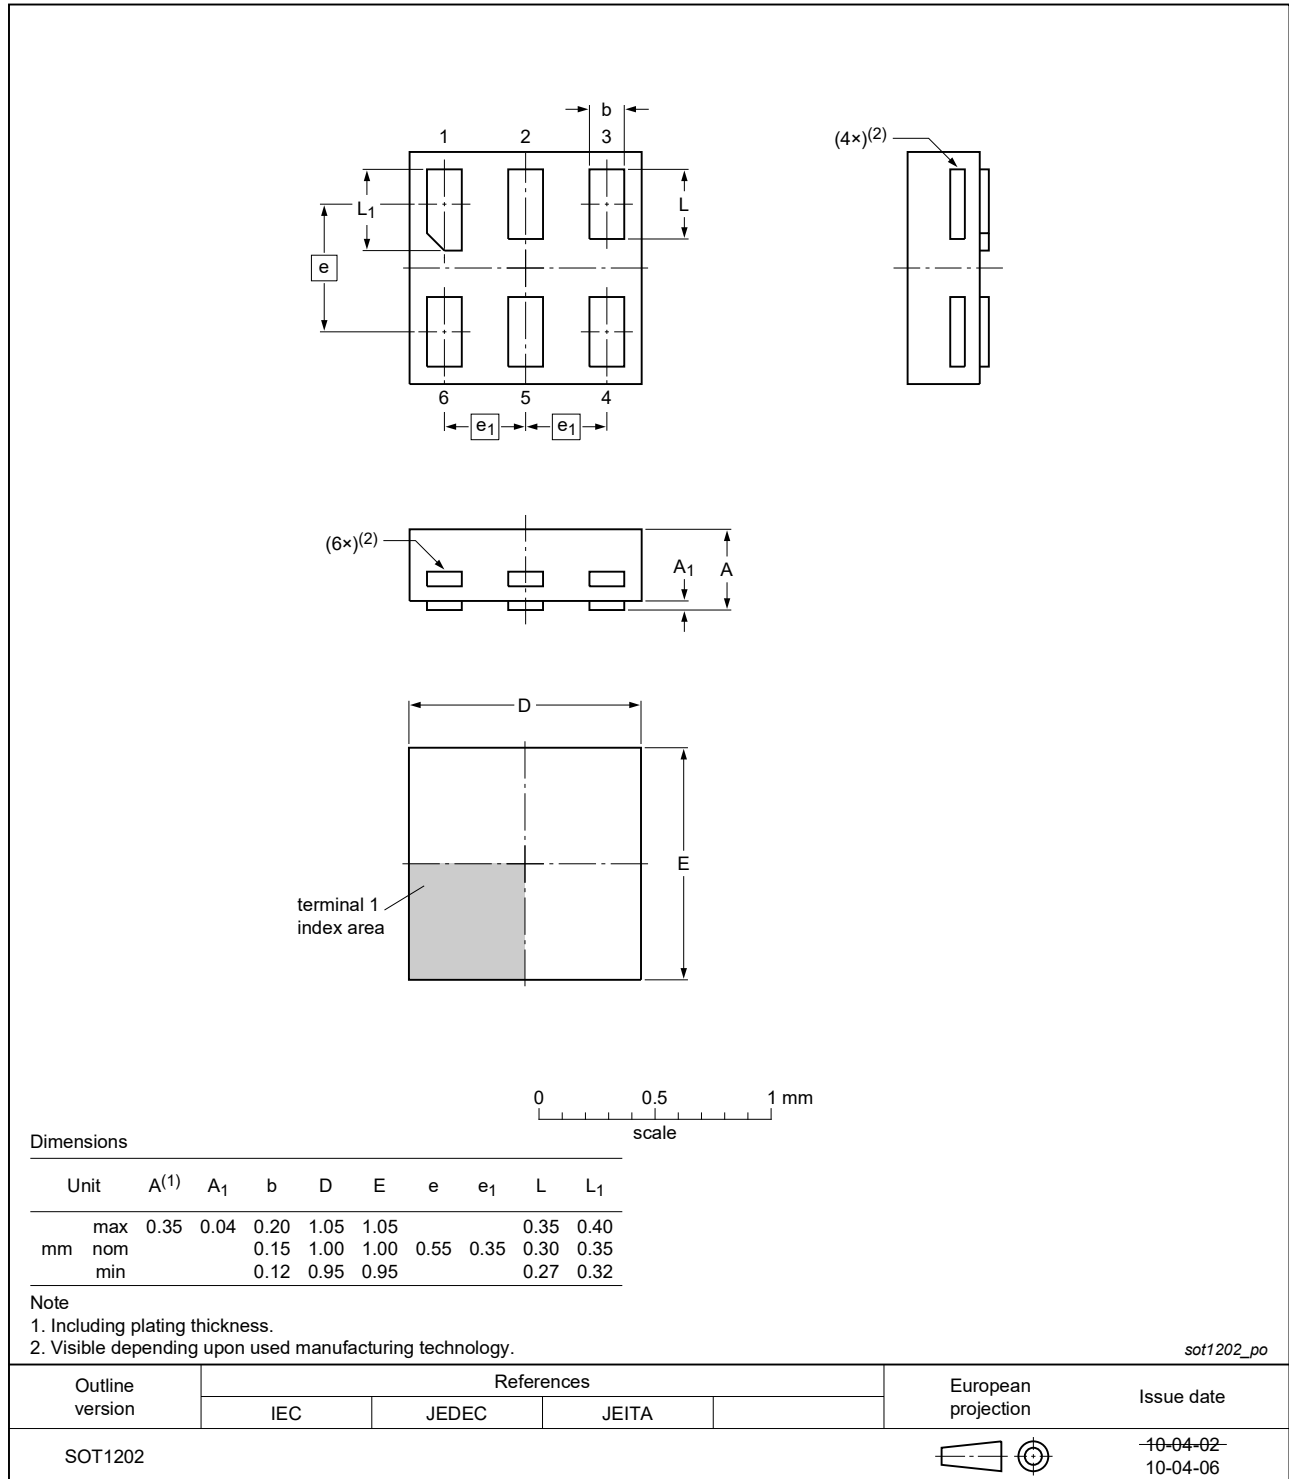 b
1 2 3
(4×)(2)
L1
L
e
6 5 4
e1 e1
(6×)(2)
A1 A
D
E
terminal 1
index area
0 0.5 1 mm
scale
Dimensions
Unit A(1) A1 b D E e e1 L L1
max 0.35 0.04 0.20 1.05 1.05 0.35 0.40
mm nom 0.15 1.00 1.00 0.55 0.35 0.30 0.35
min 0.12 0.95 0.95 0.27 0.32
Note
1. Including plating thickness.
2. Visible depending upon used manufacturing technology.
sot1202_po
Outline version
References
European projection
Issue date
IEC JEDEC JEITA
SOT1202
10-04-02
10-04-06